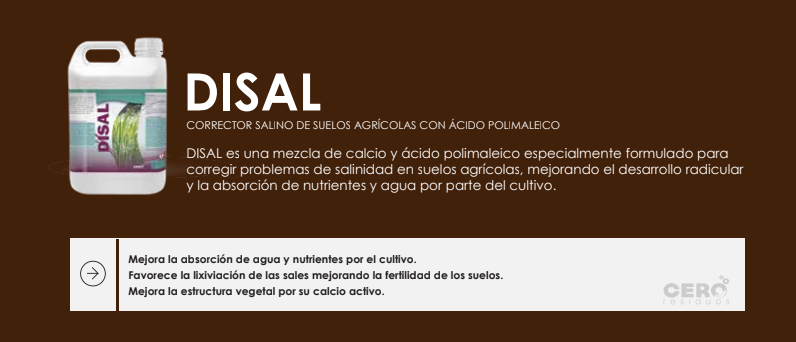 DISAL
DISAL
CORRECTOR SALINO DE SUELOS AGRÍCOLAS CON ÁCIDO POLIMALEICO
DISAL es una mezcla de calcio y ácido polimaleico especialmente formulado para
corregir problemas de salinidad en suelos agrícolas, mejorando el desarrollo radicular
y la absorción de nutrientes y agua por parte del cultivo.
Mejora la absorción de agua y nutrientes por el cultivo.
Favorece la lixiviación de las sales mejorando la fertilidad de los suelos.
Mejora la estructura vegetal por su calcio activo.
CERO
residuos